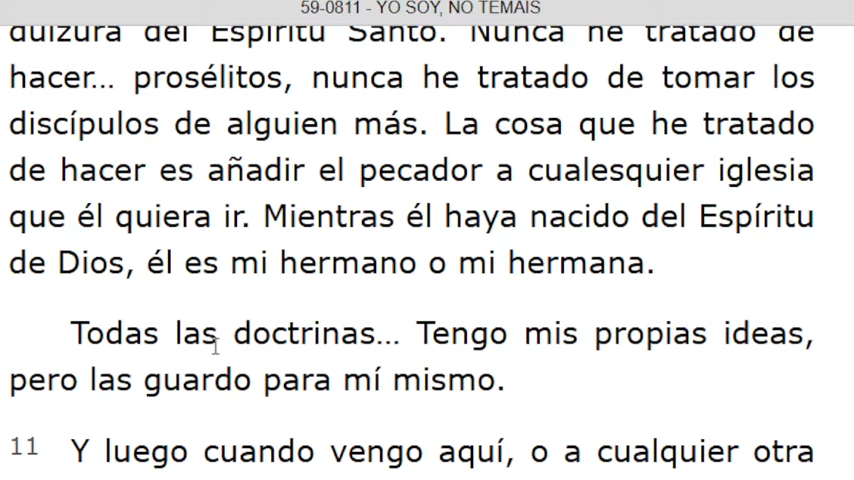 59-0811 - YO SOY, NO TEMAIS
dulzura del Espíritu Santo. Nunca he tratado de
hacer... prosélitos, nunca he tratado de tomar los
discípulos de alguien más. La cosa que he tratado
de hacer es añadir el pecador a cualesquier iglesia
que él quiera ir. Mientras él haya nacido del Espíritu
de Dios, él es mi hermano o mi hermana.
Todas las doctrinas... Tengo mis propias ideas,
pero las guardo para mí mismo.
11 Y luego cuando vengo aquí, o a cualquier otra